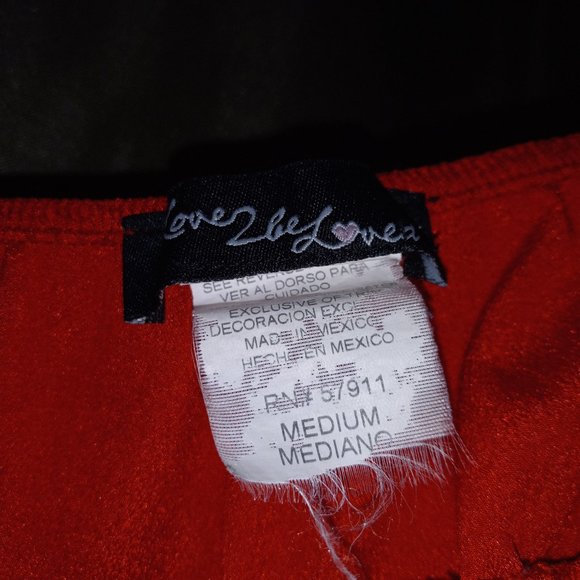 Love2beLoved
SEE REVERSE
VER AL DORSO PARA
CUIDADO
EXCLUSIVE OF
DECORACION EXCL
MADE IN MEXICO
HECHO EN MEXICO
RN# 57911
MEDIUM
MEDIANO